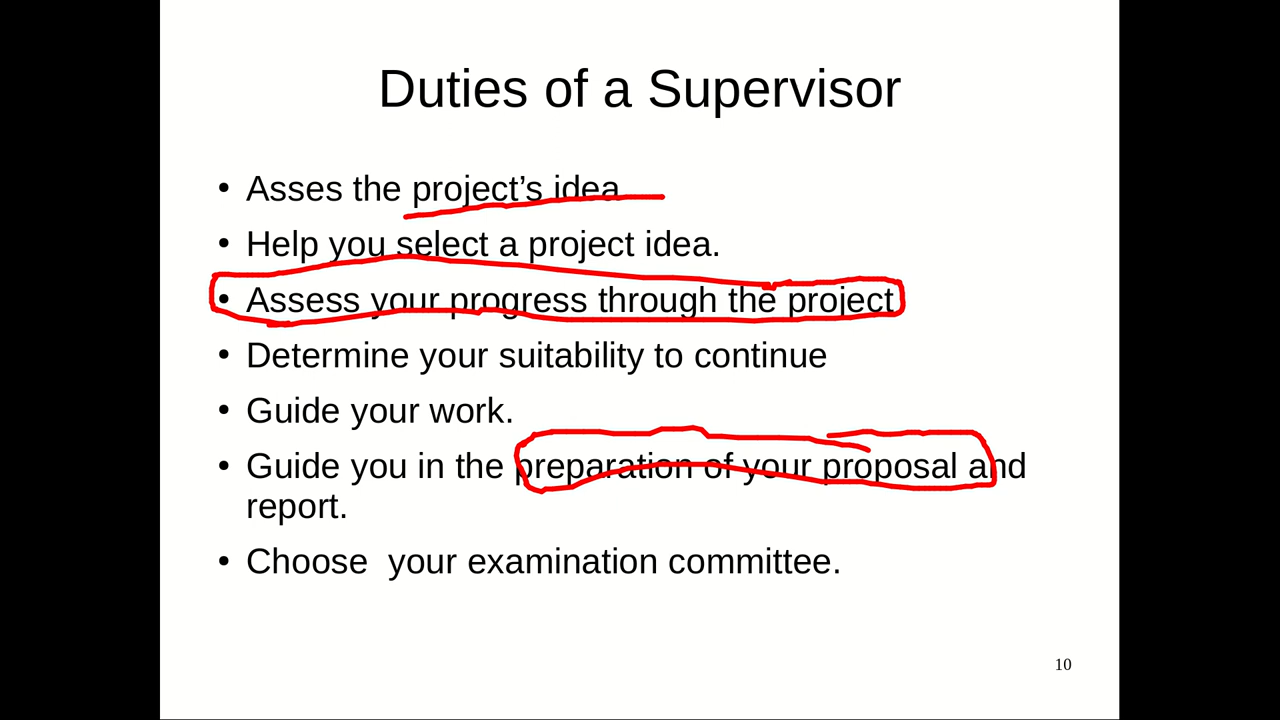 Duties of a Supervisor
• Asses the project’s idea
• Help you select a project idea.
• Assess your progress through the project
• Determine your suitability to continue
• Guide your work.
• Guide you in the preparation of your proposal and
report.
• Choose  your examination committee.
10